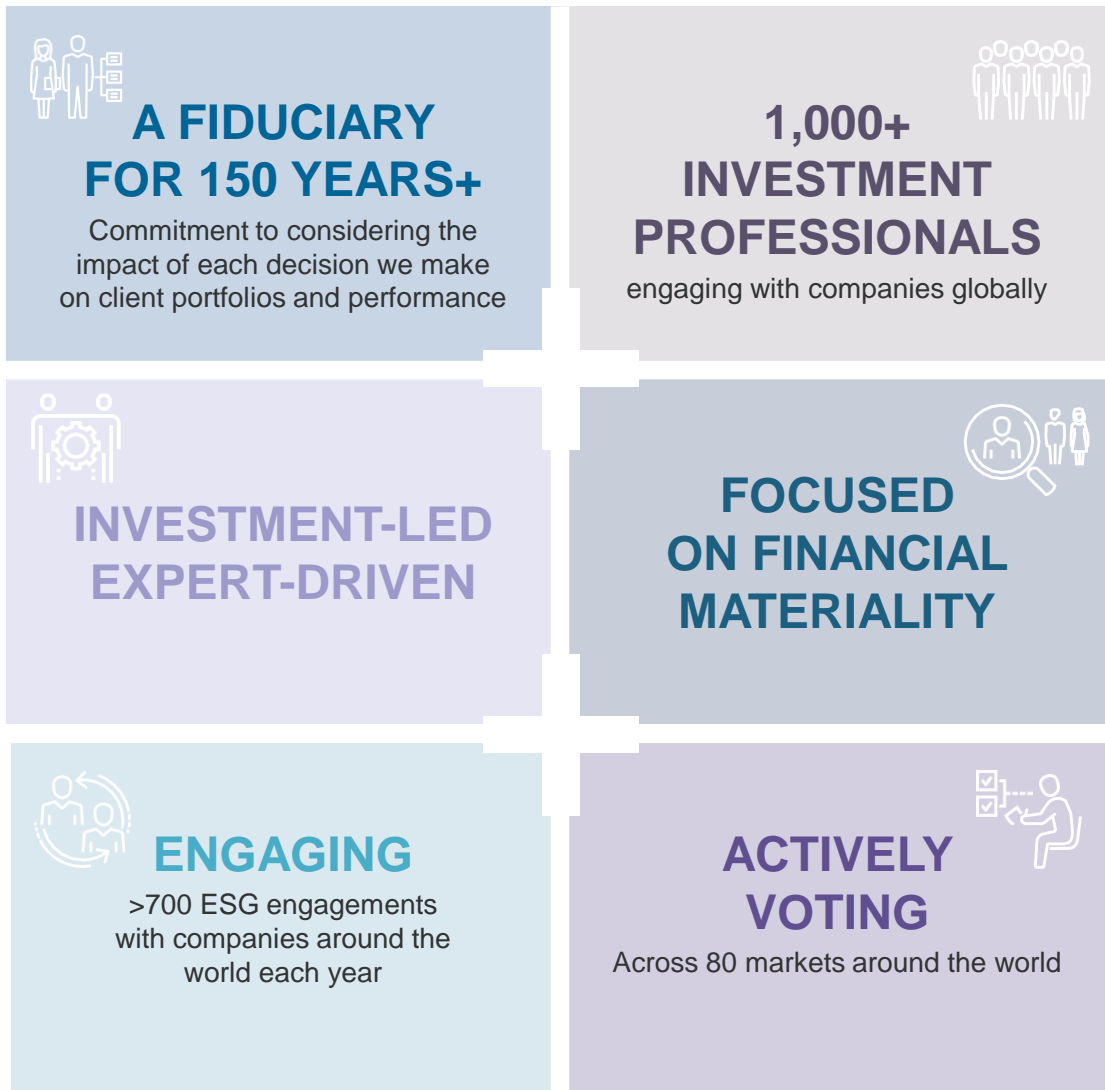 A FIDUCIARY
FOR 150 YEARS+
Commitment to considering the
impact of each decision we make
on client portfolios and performance
1,000+
INVESTMENT
PROFESSIONALS
engaging with companies globally
INVESTMENT-LED
EXPERT-DRIVEN
FOCUSED
ON FINANCIAL
MATERIALITY
ENGAGING
>700 ESG engagements
with companies around the
world each year
ACTIVELY
VOTING
Across 80 markets around the world